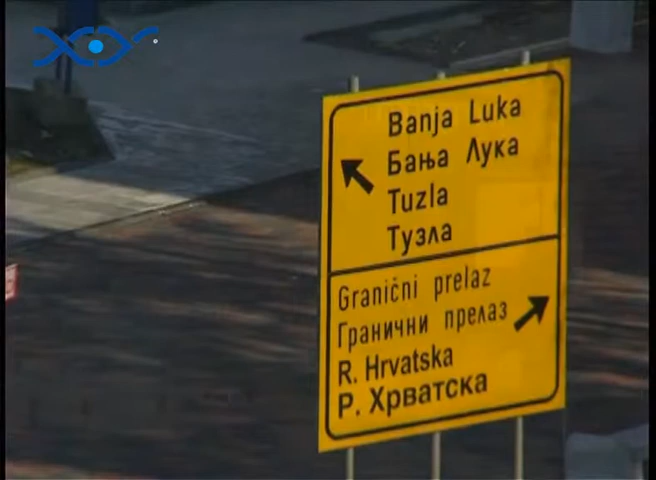 Banja Luka
Бања Лука
Tuzla
Тузла
Granični prelaz
Гранични прелаз
R. Hrvatska
Р. Хрватска